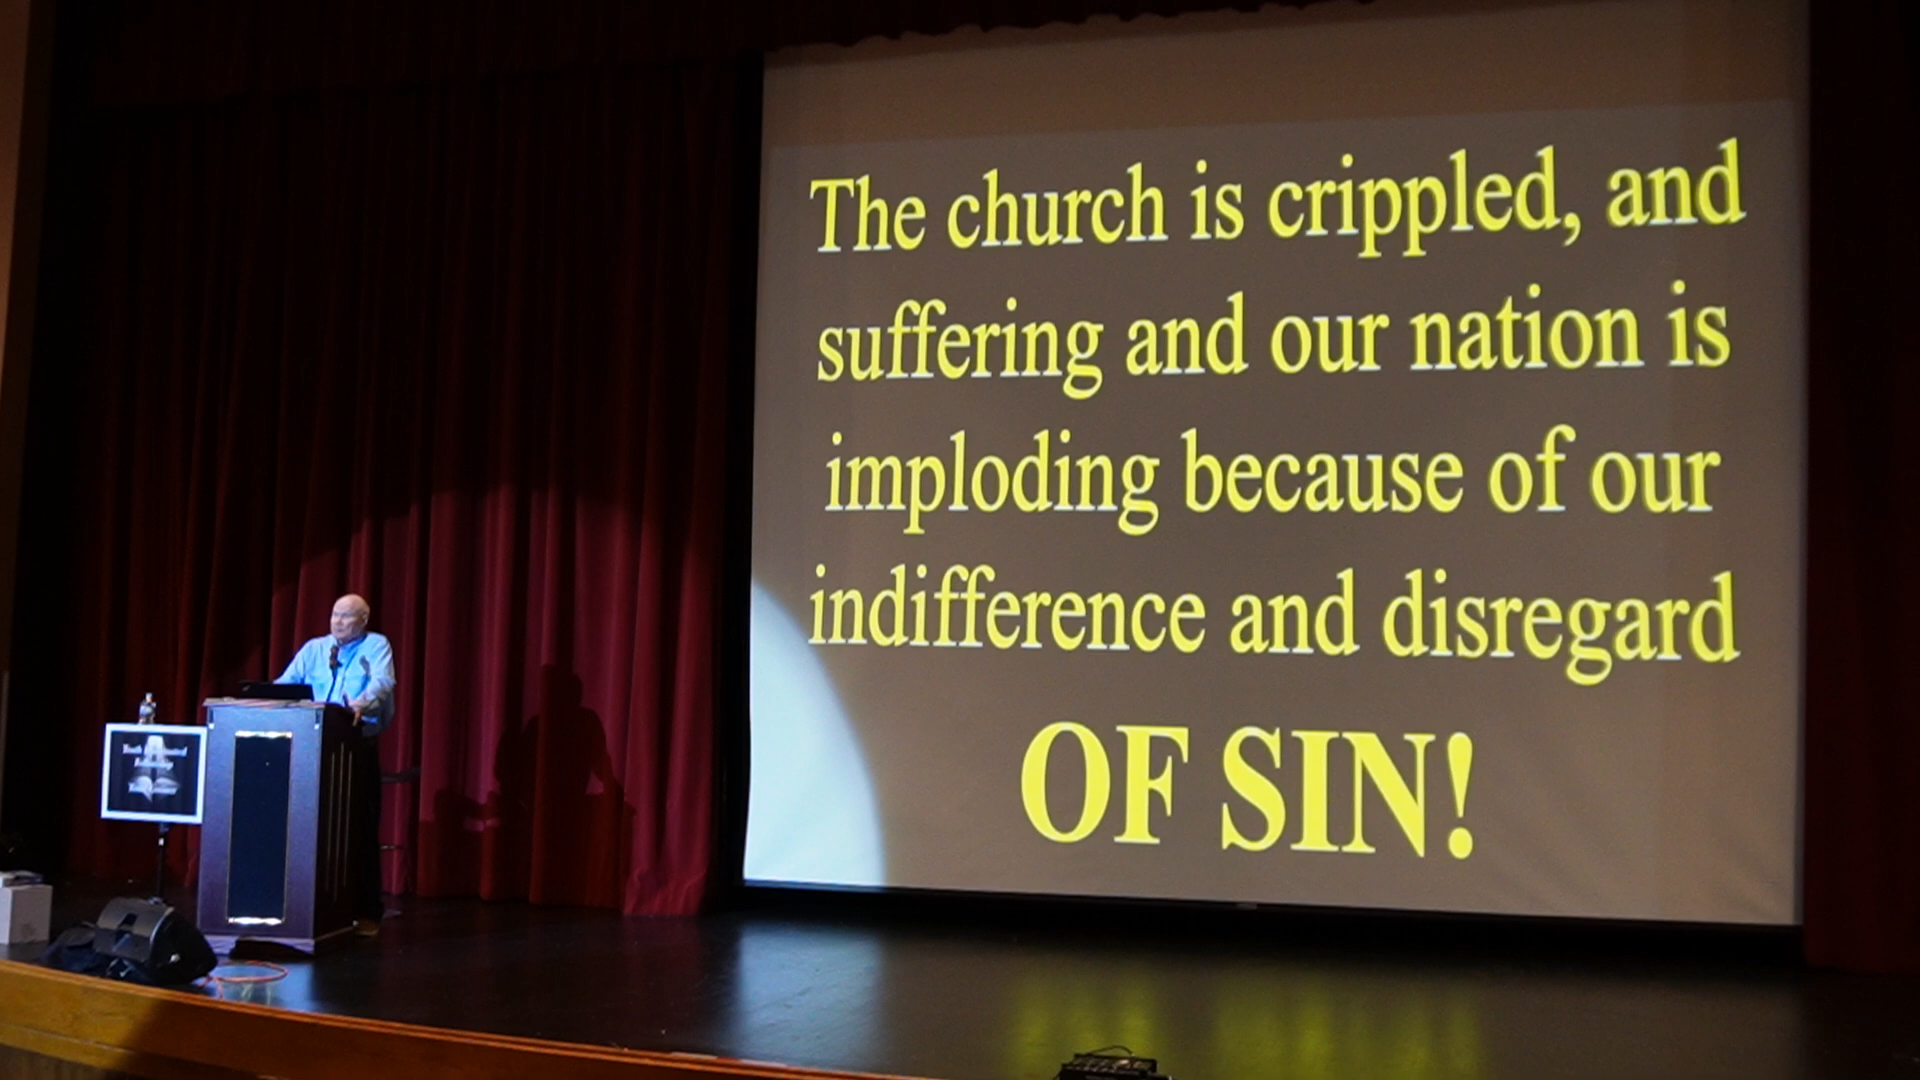 The church is crippled, and
suffering and our nation is
imploding because of our
indifference and disregard
OF SIN!